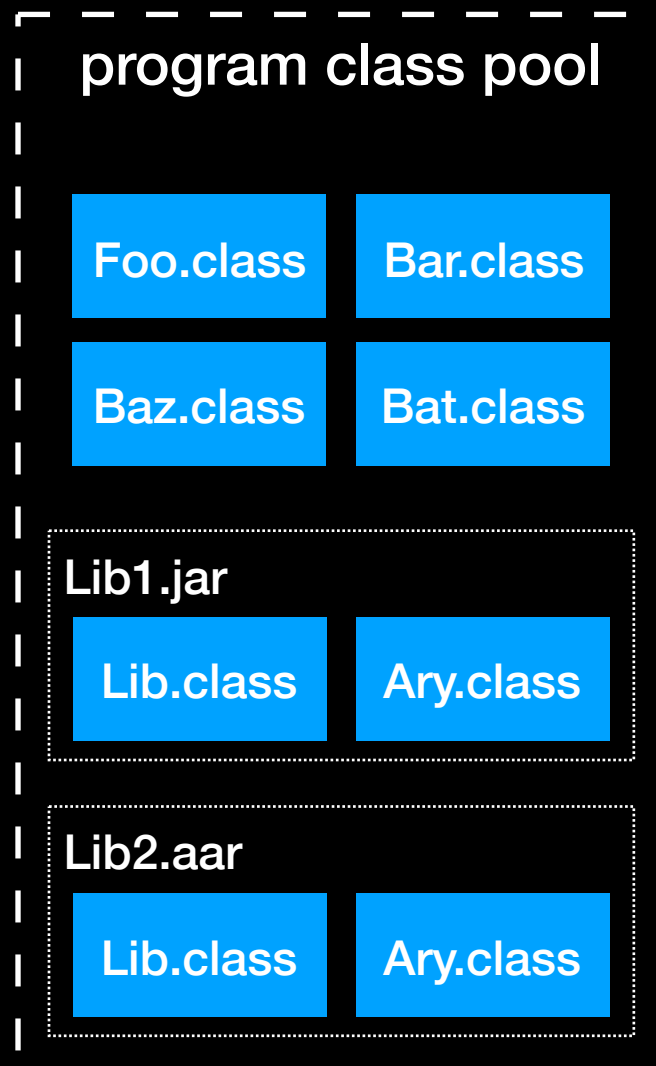 program class pool
Foo.class
Bar.class
Baz.class
Bat.class
Lib1.jar
Lib.class
Ary.class
Lib2.aar
Lib.class
Ary.class